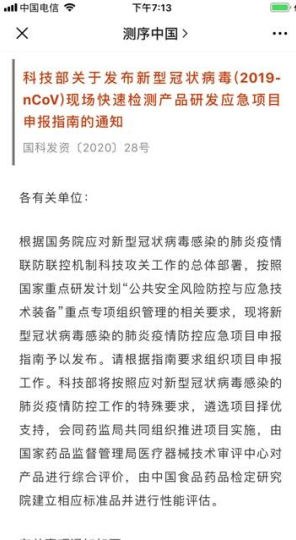 中国电信 下午7:13
测序中国
科技部关于发布新型冠状病毒(2019-
nCoV)现场快速检测产品研发应急项目
申报指南的通知
国科发资〔2020〕28号
各有关单位：
根据国务院应对新型冠状病毒感染的肺炎疫情
联防联控机制科技攻关工作的总体部署，按照
国家重点研发计划“公共安全风险防控与应急
技术装备”重点专项组织管理的相关要求，现将新
型冠状病毒感染的肺炎疫情防控应急项目申报
指南予以发布。请根据指南要求组织项目申报
工作。科技部将按照应对新型冠状病毒感染的
肺炎疫情防控工作的特殊要求，遴选项目择优
支持，会同药监局共同组织推进项目实施，由
国家药品监督管理局医疗器械技术审评中心对
产品进行综合评价，由中国食品药品检定研究
院建立相应标准品并进行性能评估。